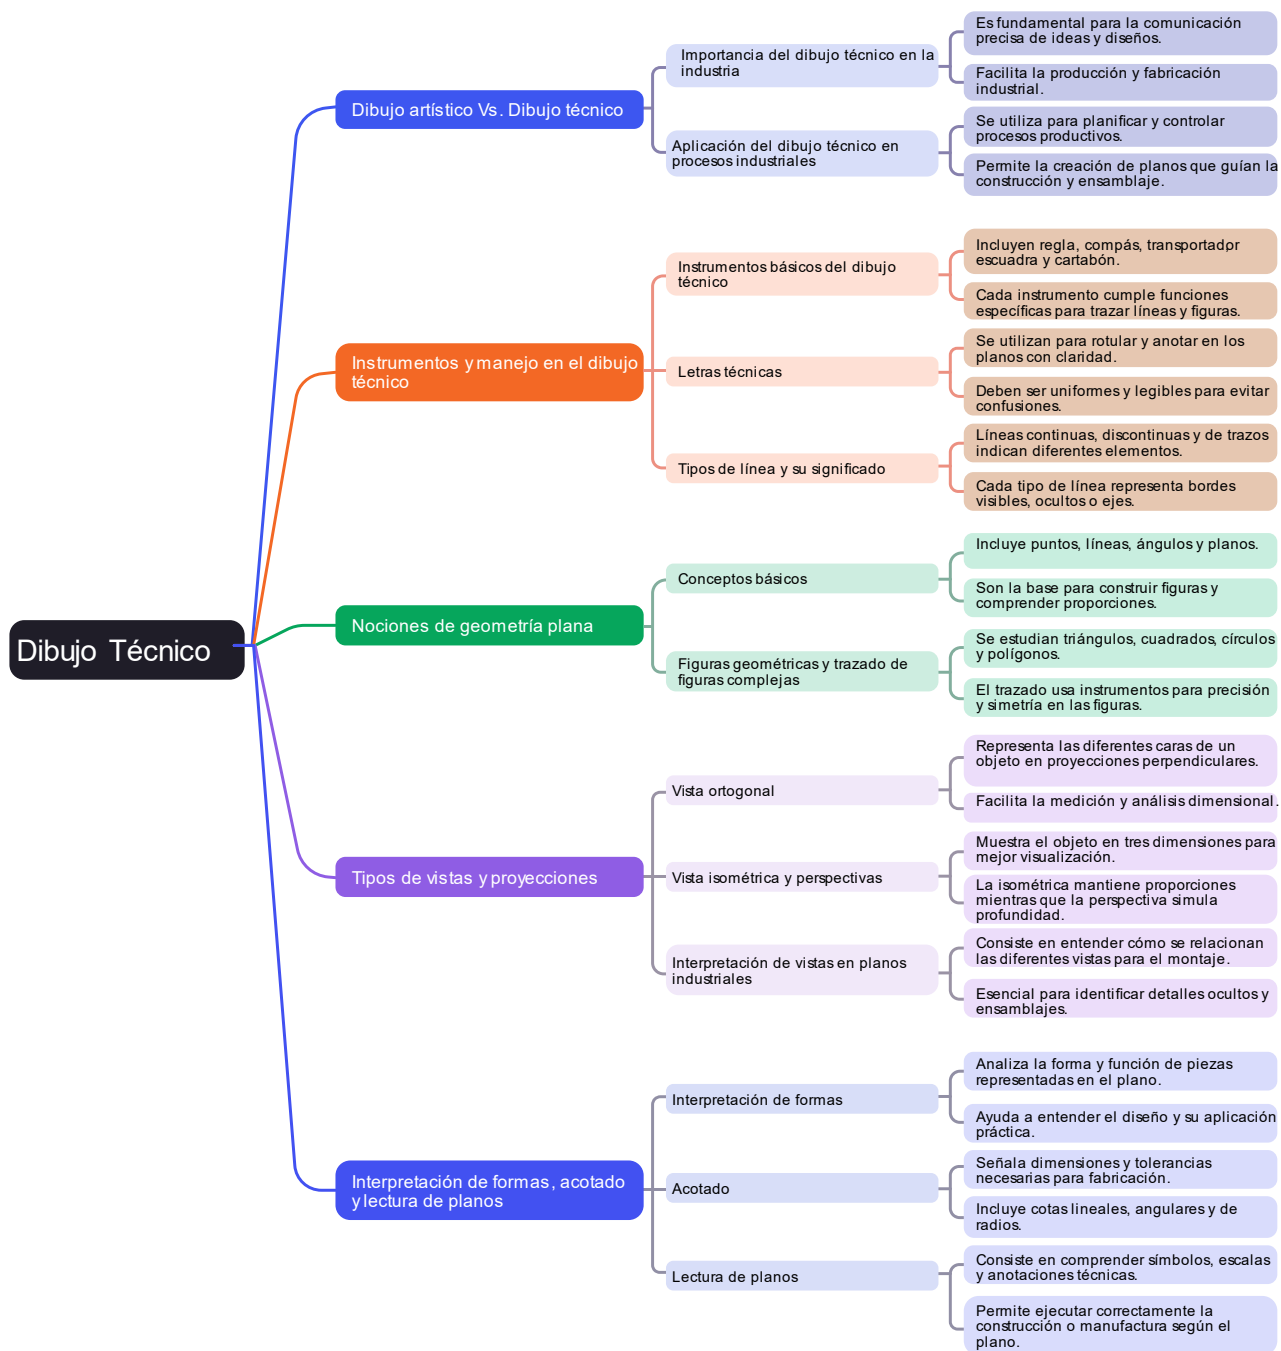 Dibujo Técnico
Dibujo artístico Vs. Dibujo técnico
Importancia del dibujo técnico en la
industria
Es fundamental para la comunicación
precisa de ideas y diseños.
Facilita la producción y fabricación
industrial.
Aplicación del dibujo técnico en
procesos industriales
Se utiliza para planificar y controlar
procesos productivos.
Permite la creación de planos que guían la
construcción y ensamblaje.
Instrumentos y manejo en el dibujo
técnico
Instrumentos básicos del dibujo
técnico
Incluyen regla, compás, transportador,
escuadra y cartabón.
Cada instrumento cumple funciones
específicas para trazar líneas y figuras.
Letras técnicas
Se utilizan para rotular y anotar en los
planos con claridad.
Deben ser uniformes y legibles para evitar
confusiones.
Tipos de línea y su significado
Líneas continuas, discontinuas y de trazos
indican diferentes elementos.
Cada tipo de línea representa bordes
visibles, ocultos o ejes.
Nociones de geometría plana
Conceptos básicos
Incluye puntos, líneas, ángulos y planos.
Son la base para construir figuras y
comprender proporciones.
Figuras geométricas y trazado de
figuras complejas
Se estudian triángulos, cuadrados, círculos
y polígonos.
El trazado usa instrumentos para precisión
y simetría en las figuras.
Tipos de vistas y proyecciones
Vista ortogonal
Representa las diferentes caras de un
objeto en proyecciones perpendiculares.
Facilita la medición y análisis dimensional.
Vista isométrica y perspectivas
Muestra el objeto en tres dimensiones para
mejor visualización.
La isométrica mantiene proporciones
mientras que la perspectiva simula
profundidad.
Interpretación de vistas en planos
industriales
Consiste en entender cómo se relacionan
las diferentes vistas para el montaje.
Esencial para identificar detalles ocultos y
ensamblajes.
Interpretación de formas, acotado
y lectura de planos
Interpretación de formas
Analiza la forma y función de piezas
representadas en el plano.
Ayuda a entender el diseño y su aplicación
práctica.
Acotado
Señala dimensiones y tolerancias
necesarias para fabricación.
Incluye cotas lineales, angulares y de
radios.
Lectura de planos
Consiste en comprender símbolos, escalas
y anotaciones técnicas.
Permite ejecutar correctamente la
construcción o manufactura según el
plano.